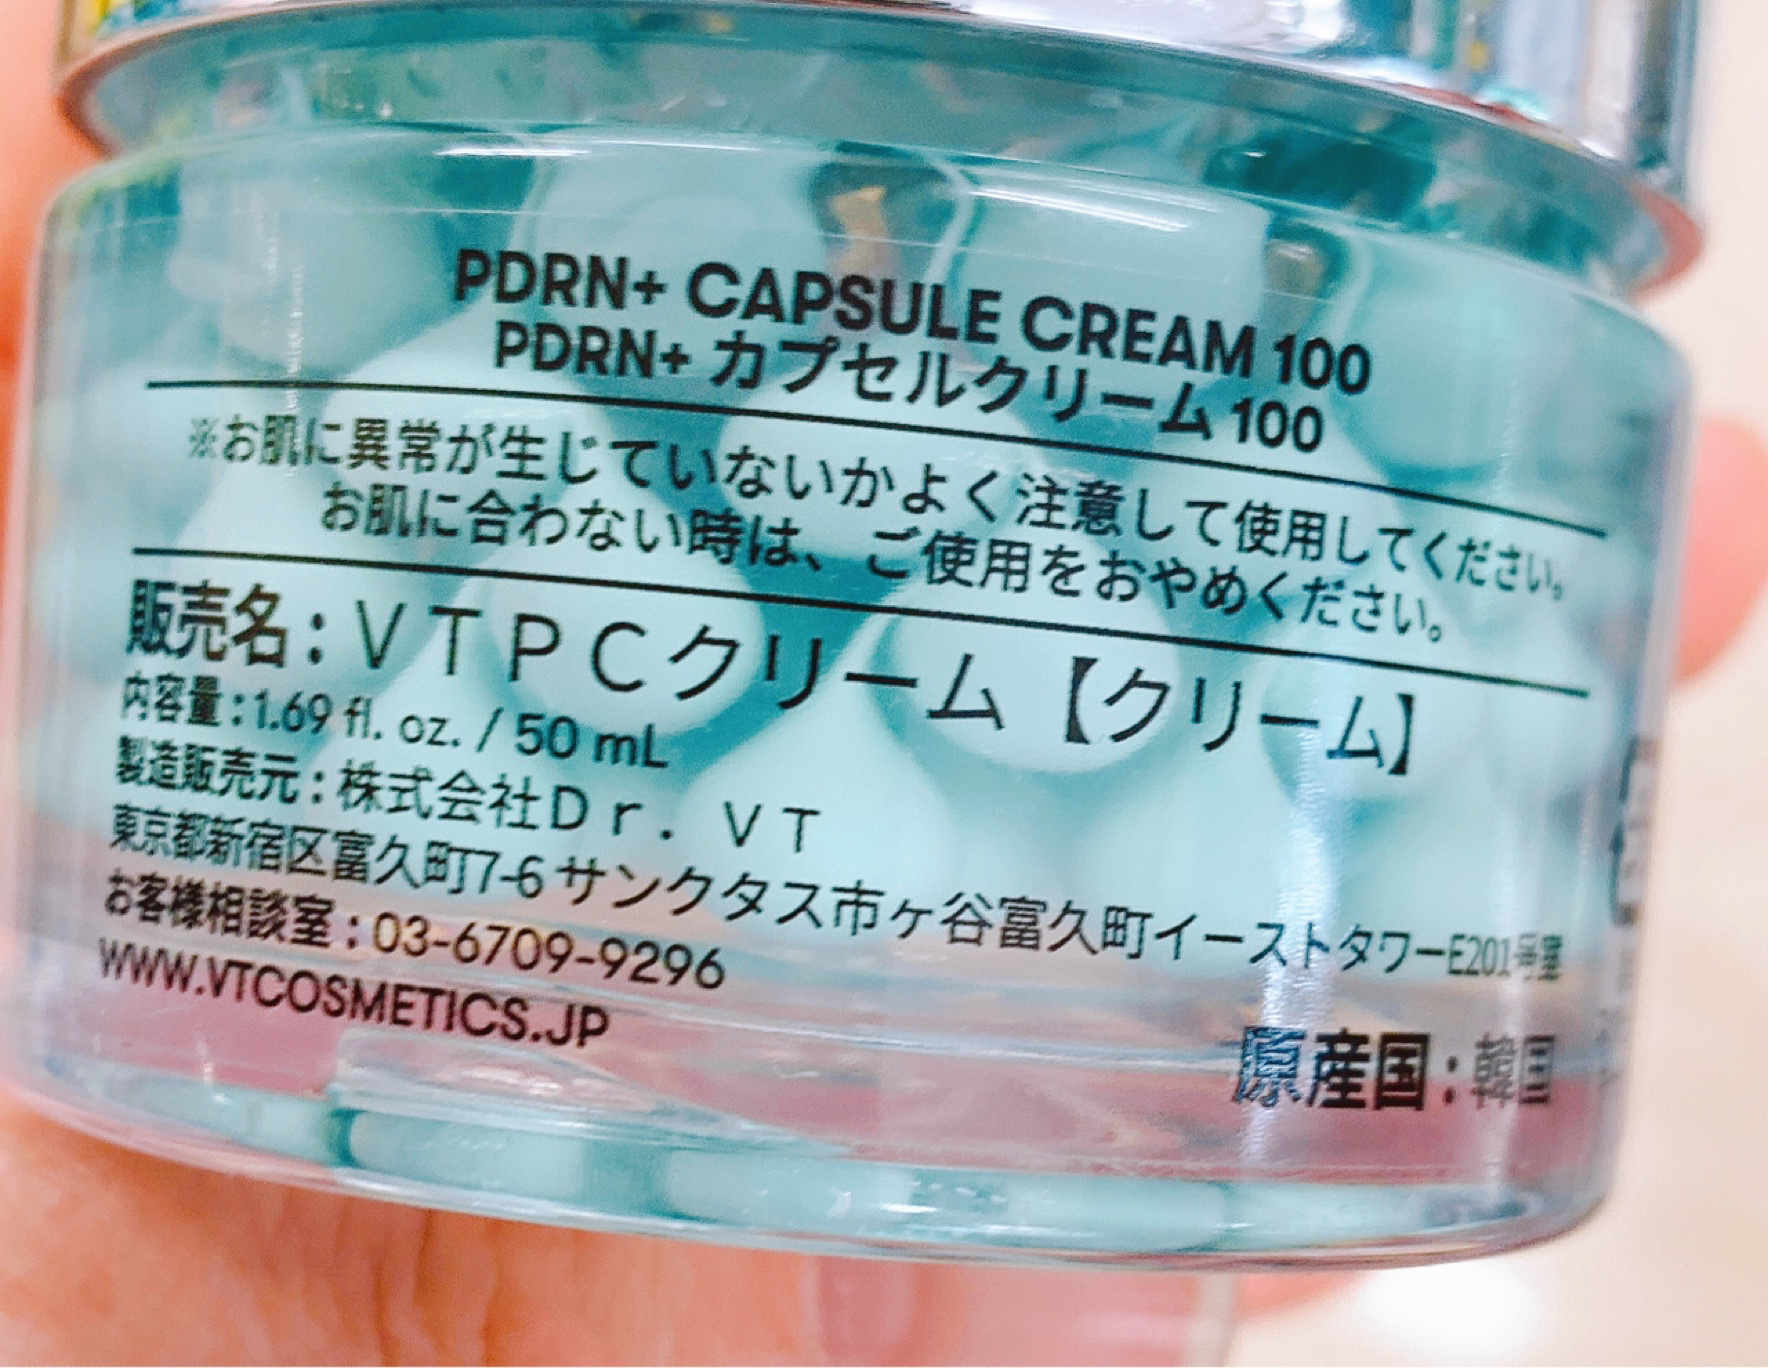 PDRN+ CAPSULE CREAM 100
PDRN+ カプセルクリーム 100
※お肌に異常が生じていないかよく注意して使用してください。
お肌に合わない時は、ご使用をおやめください。
販売名：ＶＴＰＣクリーム【クリーム】
内容量：1.69 fl. oz. / 50 mL
製造販売元：株式会社Ｄｒ．ＶＴ
東京都新宿区富久町7-6 サンクタス市ヶ谷富久町イーストタワーE201号室
お客様相談室：03-6709-9296
WWW.VTCOSMETICS.JP
原産国：韓国